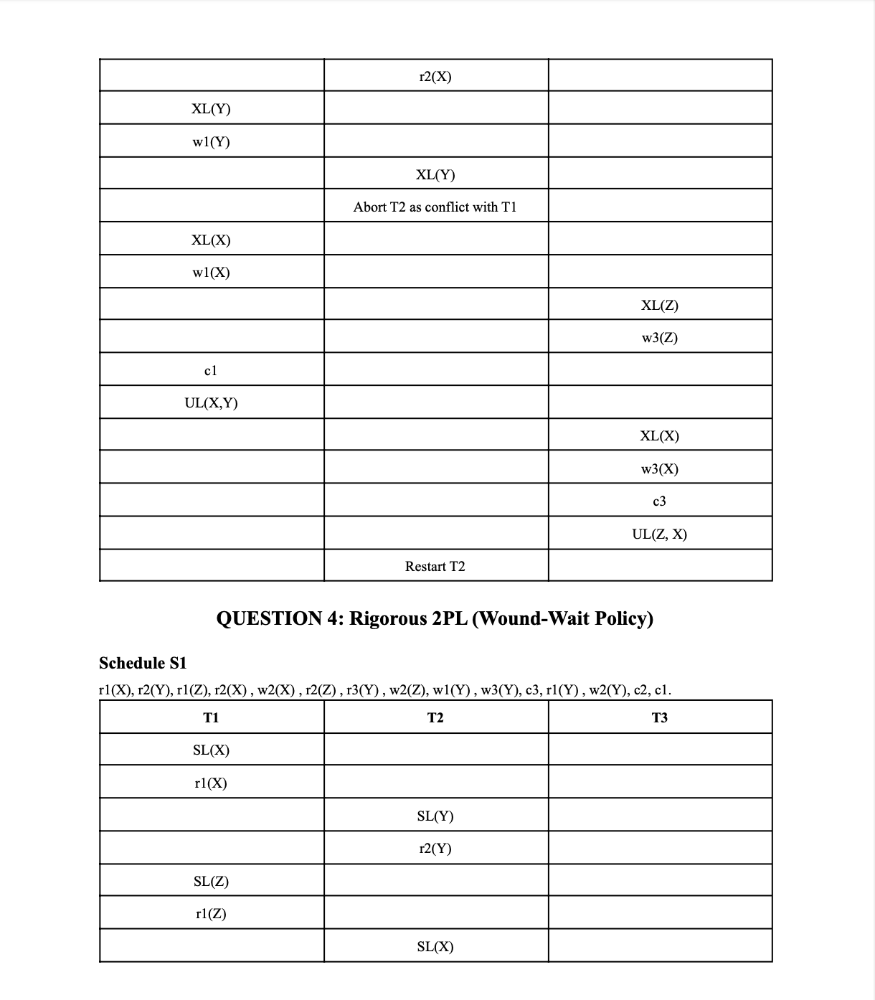 r2(X)
XL(Y)
w1(Y)
XL(Y)
Abort T2 as conflict with T1
XL(X)
w1(X)
XL(Z)
w3(Z)
c1
UL(X,Y)
XL(X)
w3(X)
c3
UL(Z, X)
Restart T2
QUESTION 4: Rigorous 2PL (Wound-Wait Policy)
Schedule S1
r1(X), r2(Y), r1(Z), r2(X) , w2(X) , r2(Z) , r3(Y) , w2(Z), w1(Y) , w3(Y), c3, r1(Y) , w2(Y), c2, c1.
T1 T2 T3
SL(X)
r1(X)
SL(Y)
r2(Y)
SL(Z)
r1(Z)
SL(X)